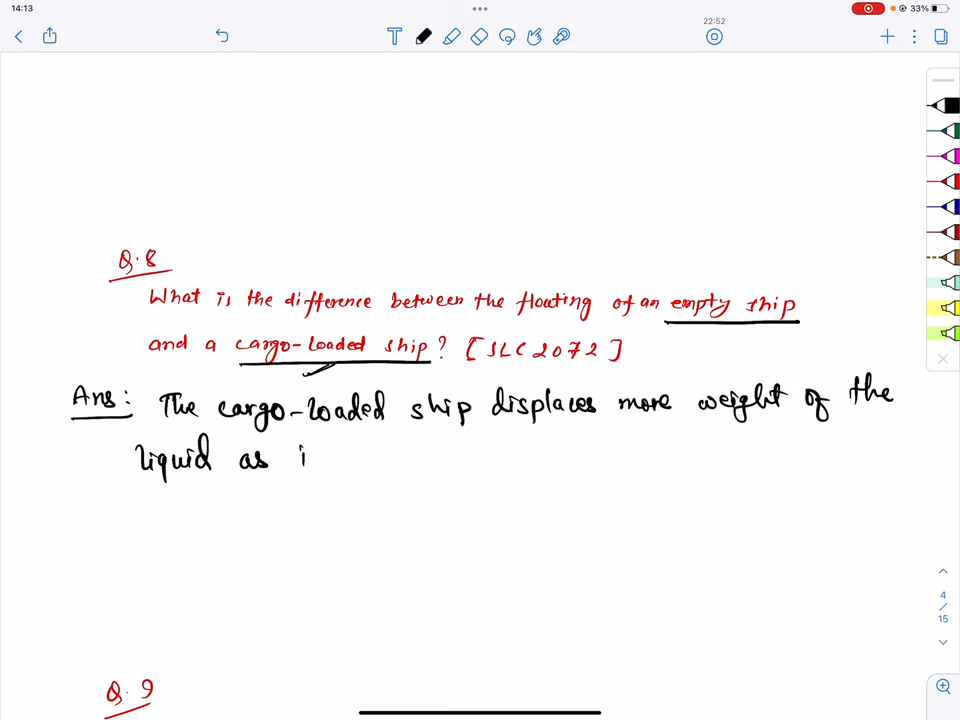 14:13
33%
22:52
Q.8
What is the difference between the floating of an empty ship
and a cargo-loaded ship? [SLC 2072]
Ans: The cargo-loaded ship displaces more weight of the
liquid as i
4
/
15
Q.9